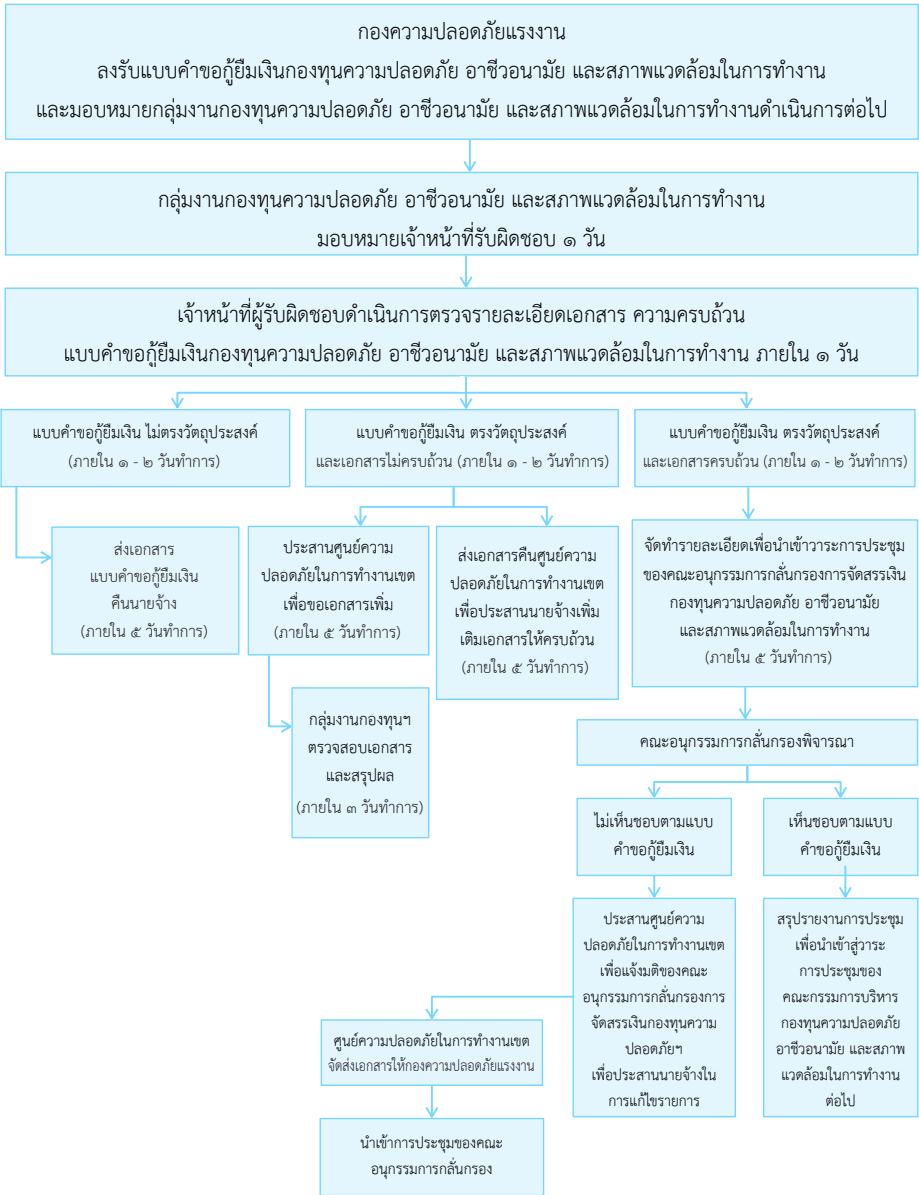 กองความปลอดภัยแรงงาน
ลงรับแบบคำขอกู้ยืมเงินกองทุนความปลอดภัย อาชีวอนามัย และสภาพแวดล้อมในการทำงาน
และมอบหมายกลุ่มงานกองทุนความปลอดภัย อาชีวอนามัย และสภาพแวดล้อมในการทำงานดำเนินการต่อไป
กลุ่มงานกองทุนความปลอดภัย อาชีวอนามัย และสภาพแวดล้อมในการทำงาน
มอบหมายเจ้าหน้าที่รับผิดชอบ ๑ วัน
เจ้าหน้าที่ผู้รับผิดชอบดำเนินการตรวจรายละเอียดเอกสาร ความครบถ้วน
แบบคำขอกู้ยืมเงินกองทุนความปลอดภัย อาชีวอนามัย และสภาพแวดล้อมในการทำงาน ภายใน ๑ วัน
แบบคำขอกู้ยืมเงิน ไม่ตรงวัตถุประสงค์
(ภายใน ๑ - ๒ วันทำการ)
แบบคำขอกู้ยืมเงิน ตรงวัตถุประสงค์
และเอกสารไม่ครบถ้วน (ภายใน ๑ - ๒ วันทำการ)
แบบคำขอกู้ยืมเงิน ตรงวัตถุประสงค์
และเอกสารครบถ้วน (ภายใน ๑ - ๒ วันทำการ)
ส่งเอกสาร
แบบคำขอกู้ยืมเงิน
คืนนายจ้าง
(ภายใน ๕ วันทำการ)
ประสานศูนย์ความ
ปลอดภัยในการทำงานเขต
เพื่อขอเอกสารเพิ่ม
(ภายใน ๕ วันทำการ)
ส่งเอกสารคืนศูนย์ความ
ปลอดภัยในการทำงานเขต
เพื่อประสานนายจ้างเพิ่ม
เติมเอกสารให้ครบถ้วน
(ภายใน ๕ วันทำการ)
จัดทำรายละเอียดเพื่อนำเข้าวาระการประชุม
ของคณะอนุกรรมการกลั่นกรองการจัดสรรเงิน
กองทุนความปลอดภัย อาชีวอนามัย
และสภาพแวดล้อมในการทำงาน
(ภายใน ๕ วันทำการ)
กลุ่มงานกองทุนฯ
ตรวจสอบเอกสาร
และสรุปผล
(ภายใน ๓ วันทำการ)
คณะอนุกรรมการกลั่นกรองพิจารณา
ไม่เห็นชอบตามแบบ
คำขอกู้ยืมเงิน
เห็นชอบตามแบบ
คำขอกู้ยืมเงิน
ประสานศูนย์ความ
ปลอดภัยในการทำงานเขต
เพื่อแจ้งมติของคณะ
อนุกรรมการกลั่นกรองการ
จัดสรรเงินกองทุนความ
ปลอดภัยฯ
เพื่อประสานนายจ้างใน
การแก้ไขรายการ
สรุปรายงานการประชุม
เพื่อนำเข้าสู่วาระ
การประชุมของ
คณะกรรมการบริหาร
กองทุนความปลอดภัย
อาชีวอนามัย และสภาพ
แวดล้อมในการทำงาน
ต่อไป
ศูนย์ความปลอดภัยในการทำงานเขต
จัดส่งเอกสารให้กองความปลอดภัยแรงงาน
นำเข้าการประชุมของคณะ
อนุกรรมการกลั่นกรอง